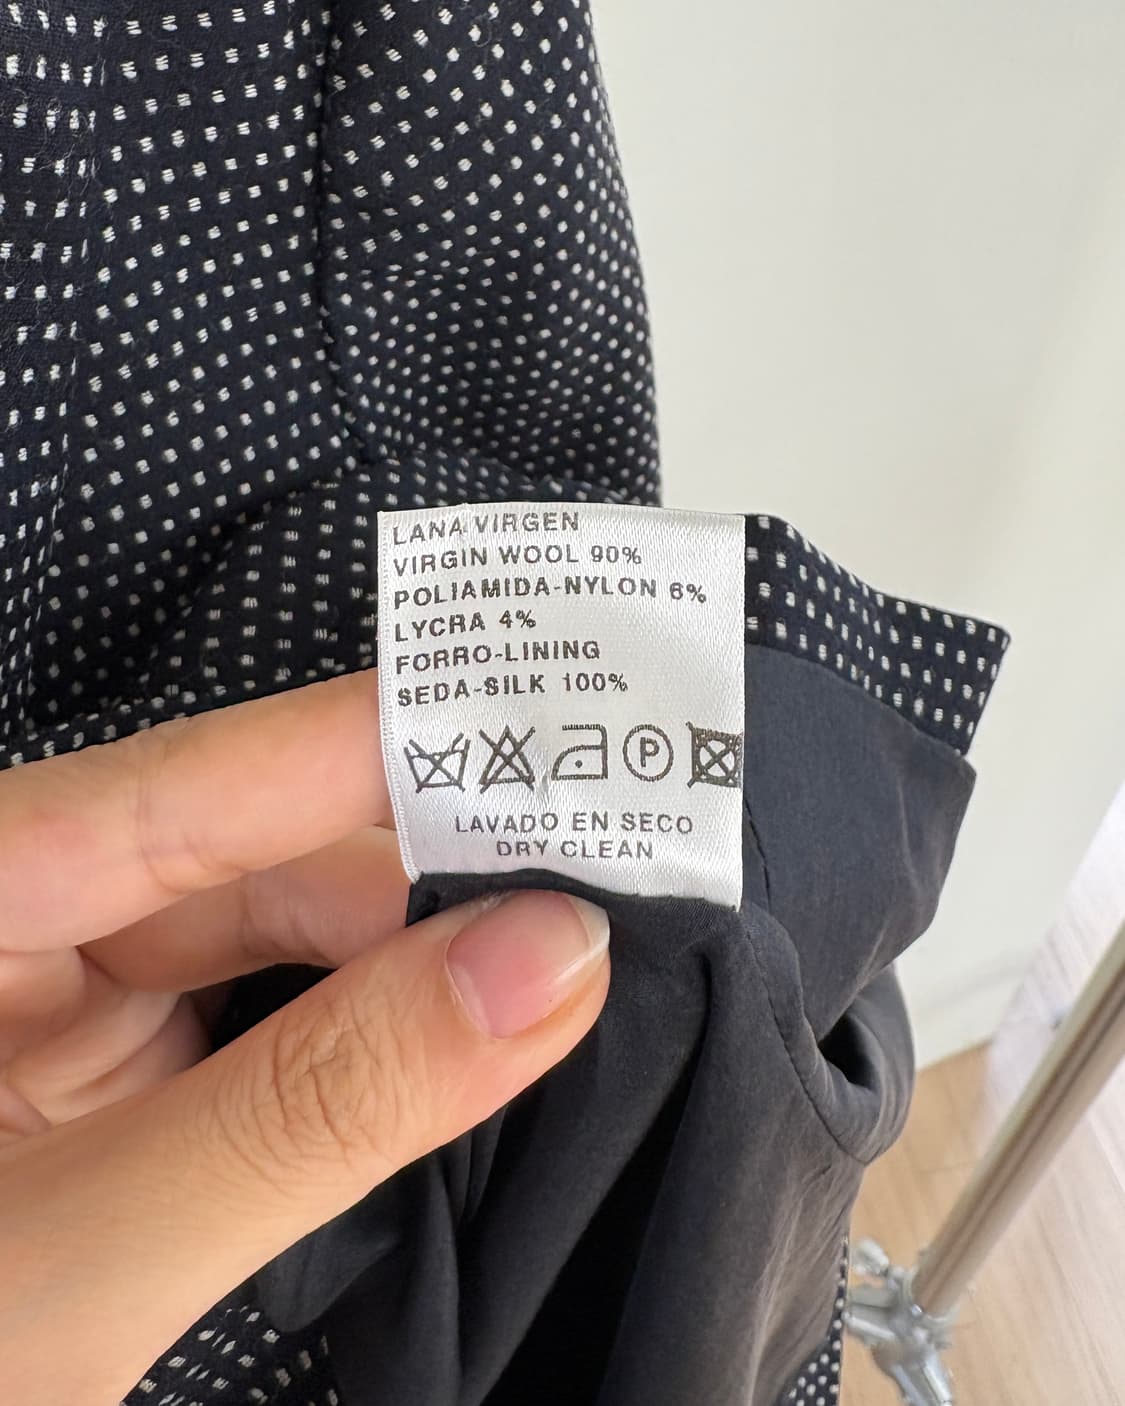 LANA VIRGEN
VIRGIN WOOL 90%
POLIAMIDA-NYLON 6%
LYCRA 4%
FORRO-LINING
SEDA-SILK 100%
P
LAVADO EN SECO
DRY CLEAN